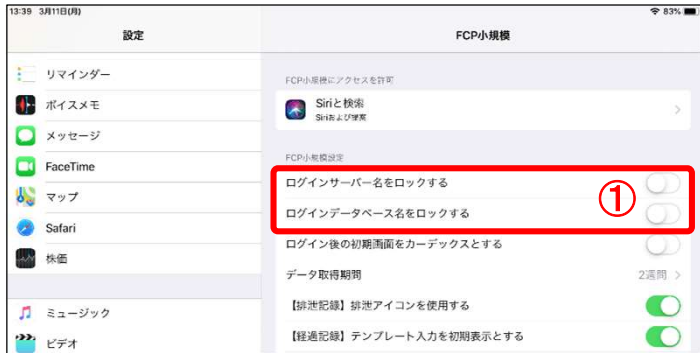 13:39 3月11日(月) 83%
設定
FCP小規模
リマインダー
ボイスメモ
メッセージ
FaceTime
マップ
Safari
株価
ミュージック
ビデオ
FCP小規模にアクセスを許可
Siriと検索
Siriおよび提案
FCP小規模設定
ログインサーバー名をロックする
ログインデータベース名をロックする
①
ログイン後の初期画面をカーデックスとする
データ取得期間 2週間
【排泄記録】排泄アイコンを使用する
【経過記録】テンプレート入力を初期表示とする